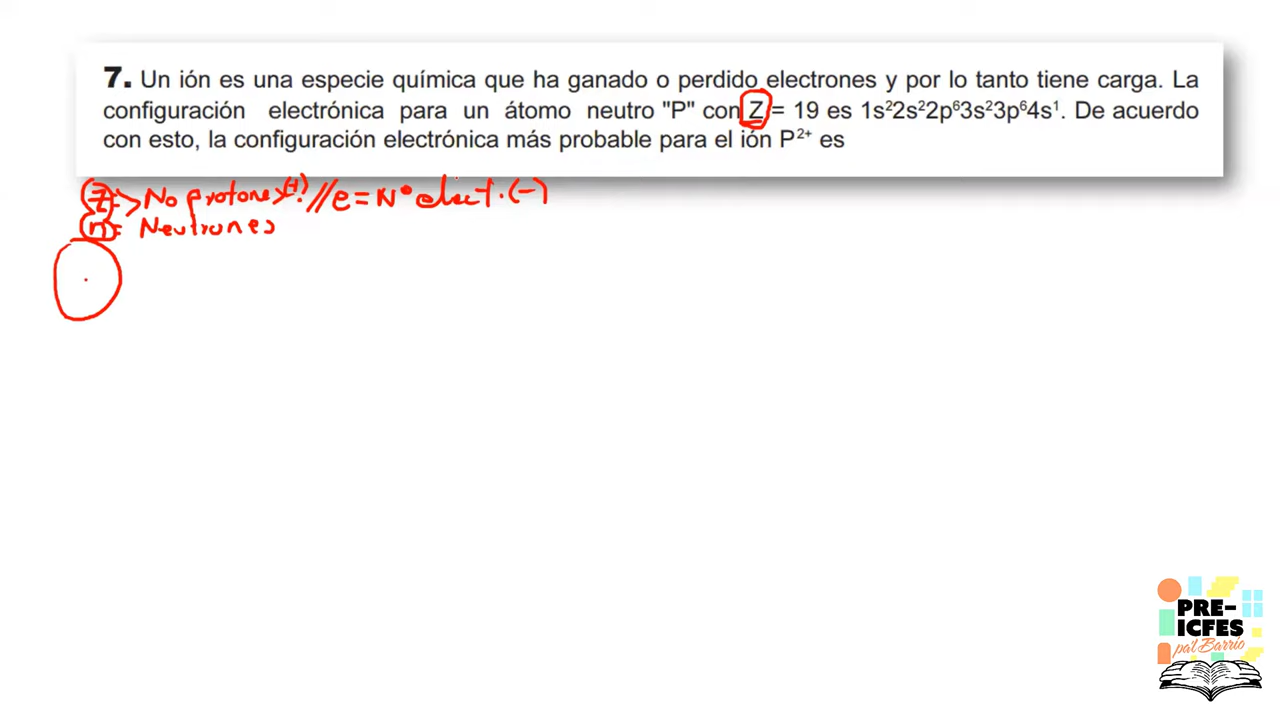 7. Un ión es una especie química que ha ganado o perdido electrones y por lo tanto tiene carga. La
configuración electrónica para un átomo neutro "P" con Z = 19 es 1s²2s²2p⁶3s²3p⁶4s¹. De acuerdo
con esto, la configuración electrónica más probable para el ión P²⁺ es
Z => No protones (+) // e = N° elect. (-)
n = Neutrones
PRE-
ICFES
pa'l Barrio